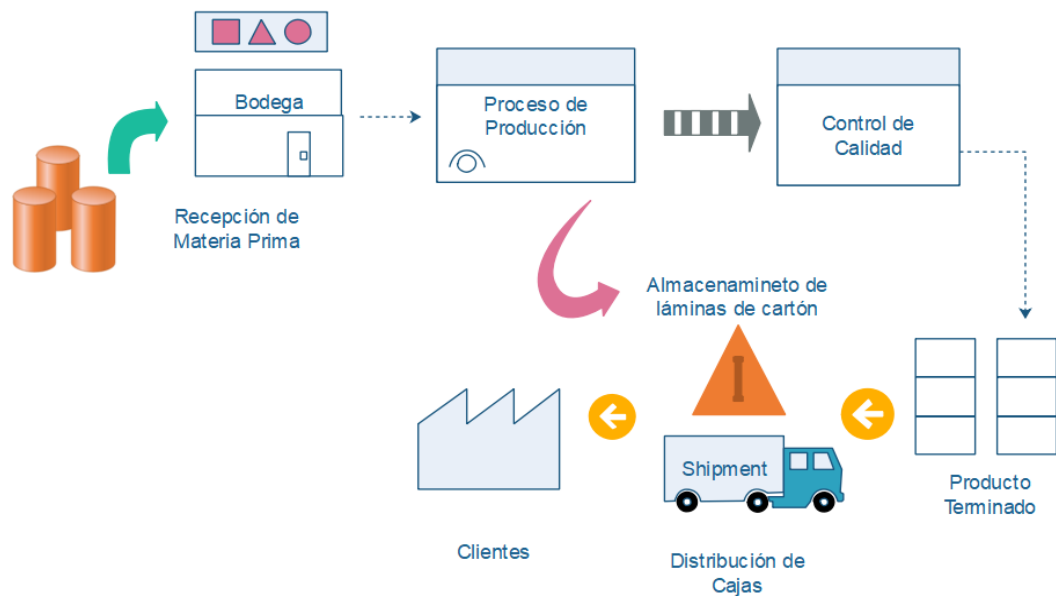 Bodega
Proceso de
Producción
Control de
Calidad
Recepción de
Materia Prima
Almacenamineto de
láminas de cartón
Shipment
Producto
Terminado
Clientes
Distribución de
Cajas